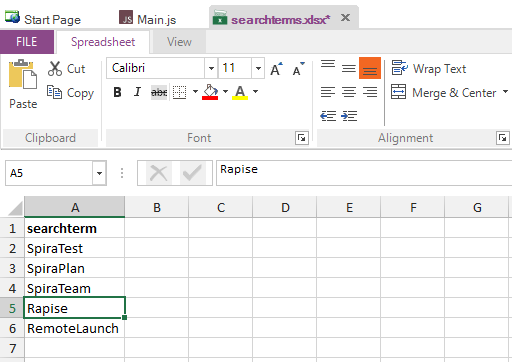 Start Page JS Main.js searchterms.xlsx*
FILE Spreadsheet View
Paste Cut Copy
Calibri 11 A A
B I abc A
Wrap Text
Merge & Center
Clipboard Font Alignment
A5 Rapise
A B C D E F G
1 searchterm
2 SpiraTest
3 SpiraPlan
4 SpiraTeam
5 Rapise
6 RemoteLaunch
7